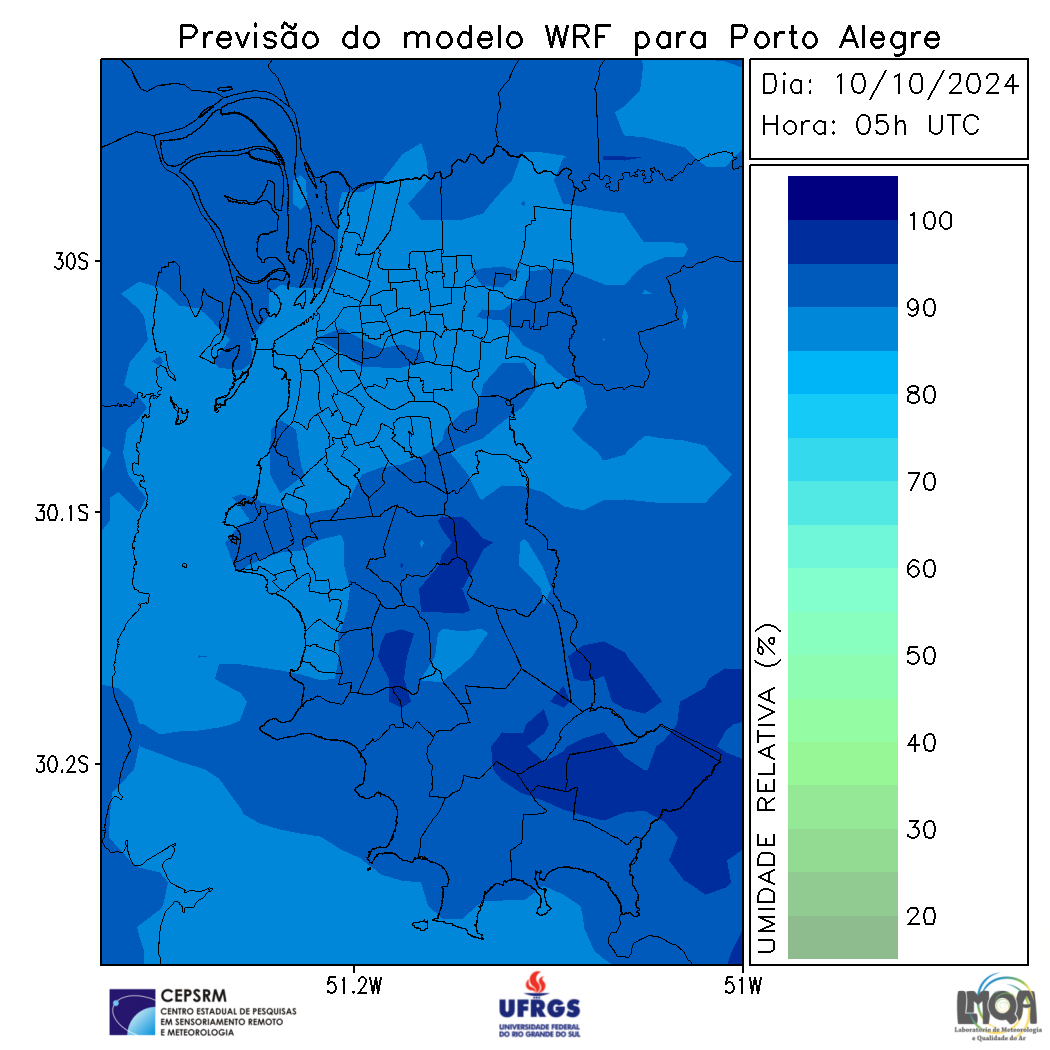 Previsão do modelo WRF para Porto Alegre
Dia: 10/10/2024
Hora: 05h UTC
30S
30.1S
30.2S
51.2W
51W
UMIDADE RELATIVA (%)
100
90
80
70
60
50
40
30
20
CEPSRM
CENTRO ESTADUAL DE PESQUISAS
EM SENSORIAMENTO REMOTO
E METEOROLOGIA
UFRGS
UNIVERSIDADE FEDERAL
DO RIO GRANDE DO SUL
LMQA
Laboratório de Meteorologia
e Qualidade do Ar